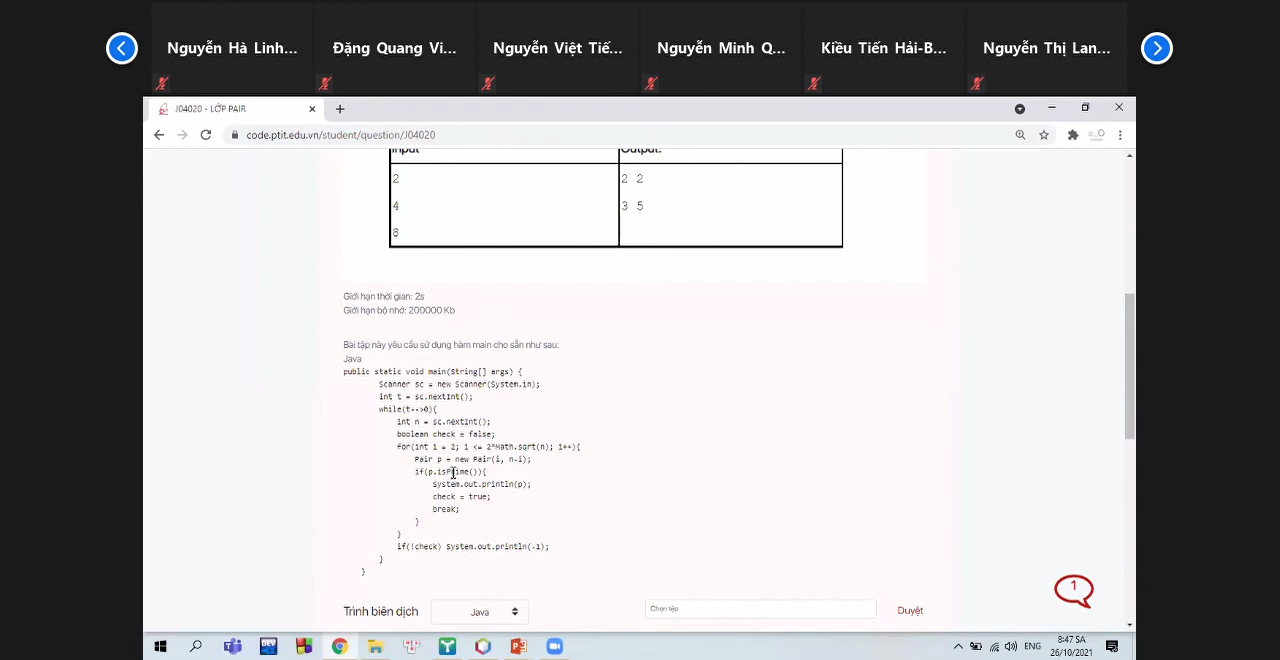 Nguyễn Hà Linh...
Đặng Quang Vi...
Nguyễn Việt Tiế...
Nguyễn Minh Q...
Kiều Tiến Hải-B...
Nguyễn Thị Lan...
J04020 - LỚP PAIR
code.ptit.edu.vn/student/question/J04020
Input
Output:
2
2 2
4
3 5
8
Giới hạn thời gian: 2s
Giới hạn bộ nhớ: 200000 Kb
Bài tập này yêu cầu sử dụng hàm main cho sẵn như sau:
Java
public static void main(String[] args) {
Scanner sc = new Scanner(System.in);
int t = sc.nextInt();
while(t-->0){
int n = sc.nextInt();
boolean check = false;
for(int i = 2; i <= 2*Math.sqrt(n); i++){
Pair p = new Pair(i, n-i);
if(p.isPrime()){
System.out.println(p);
check = true;
break;
}
}
if(!check) System.out.println(-1);
}
}
1
Trình biên dịch
Java
Chọn tệp
Duyệt
DEV
ENG
8:47 SA
26/10/2021